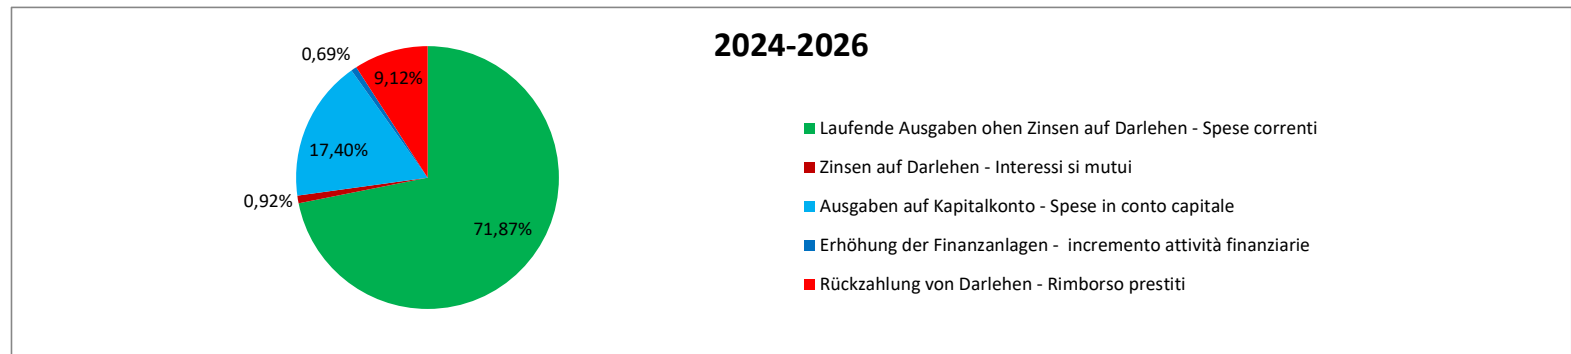 2024-2026
0,69%
9,12%
17,40%
0,92%
71,87%
Laufende Ausgaben ohen Zinsen auf Darlehen - Spese correnti
Zinsen auf Darlehen - Interessi si mutui
Ausgaben auf Kapitalkonto - Spese in conto capitale
Erhöhung der Finanzanlagen -  incremento attività finanziarie
Rückzahlung von Darlehen - Rimborso prestiti